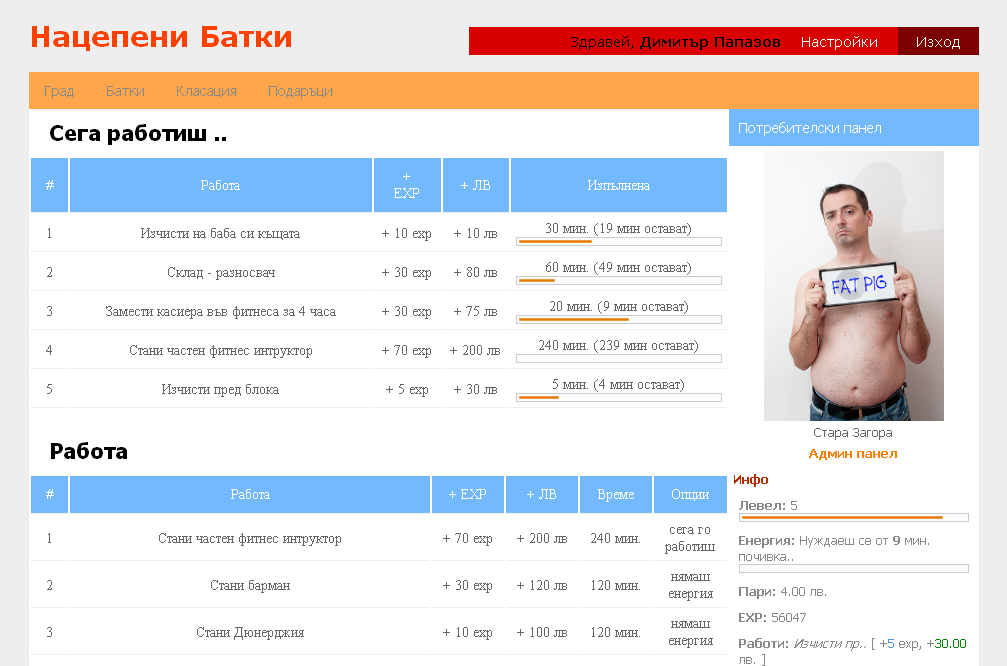 Нацепени Батки
Здравей, Димитър Папазов Настройки Изход
Град Батки Класация Подаръци
Сега работиш ..
# Работа + EXP + ЛВ Изпълнена
1 Изчисти на баба си къщата + 10 exp + 10 лв 30 мин. (19 мин остават)
2 Склад - разносвач + 30 exp + 80 лв 60 мин. (49 мин остават)
3 Замести касиера във фитнеса за 4 часа + 30 exp + 75 лв 20 мин. (9 мин остават)
4 Стани частен фитнес интруктор + 70 exp + 200 лв 240 мин. (239 мин остават)
5 Изчисти пред блока + 5 exp + 30 лв 5 мин. (4 мин остават)
Работа
# Работа + EXP + ЛВ Време Опции
1 Стани частен фитнес интруктор + 70 exp + 200 лв 240 мин. сега го работиш
2 Стани барман + 30 exp + 120 лв 120 мин. нямаш енергия
3 Стани Дюнерджия + 10 exp + 100 лв 120 мин. нямаш енергия
Потребителски панел
FAT PIG
Стара Загора
Админ панел
Инфо
Левел: 5
Енергия: Нуждаеш се от 9 мин.
почивка..
Пари: 4.00 лв.
EXP: 56047
Работи: Изчисти пр.. [ +5 exp, +30.00
лв. ]